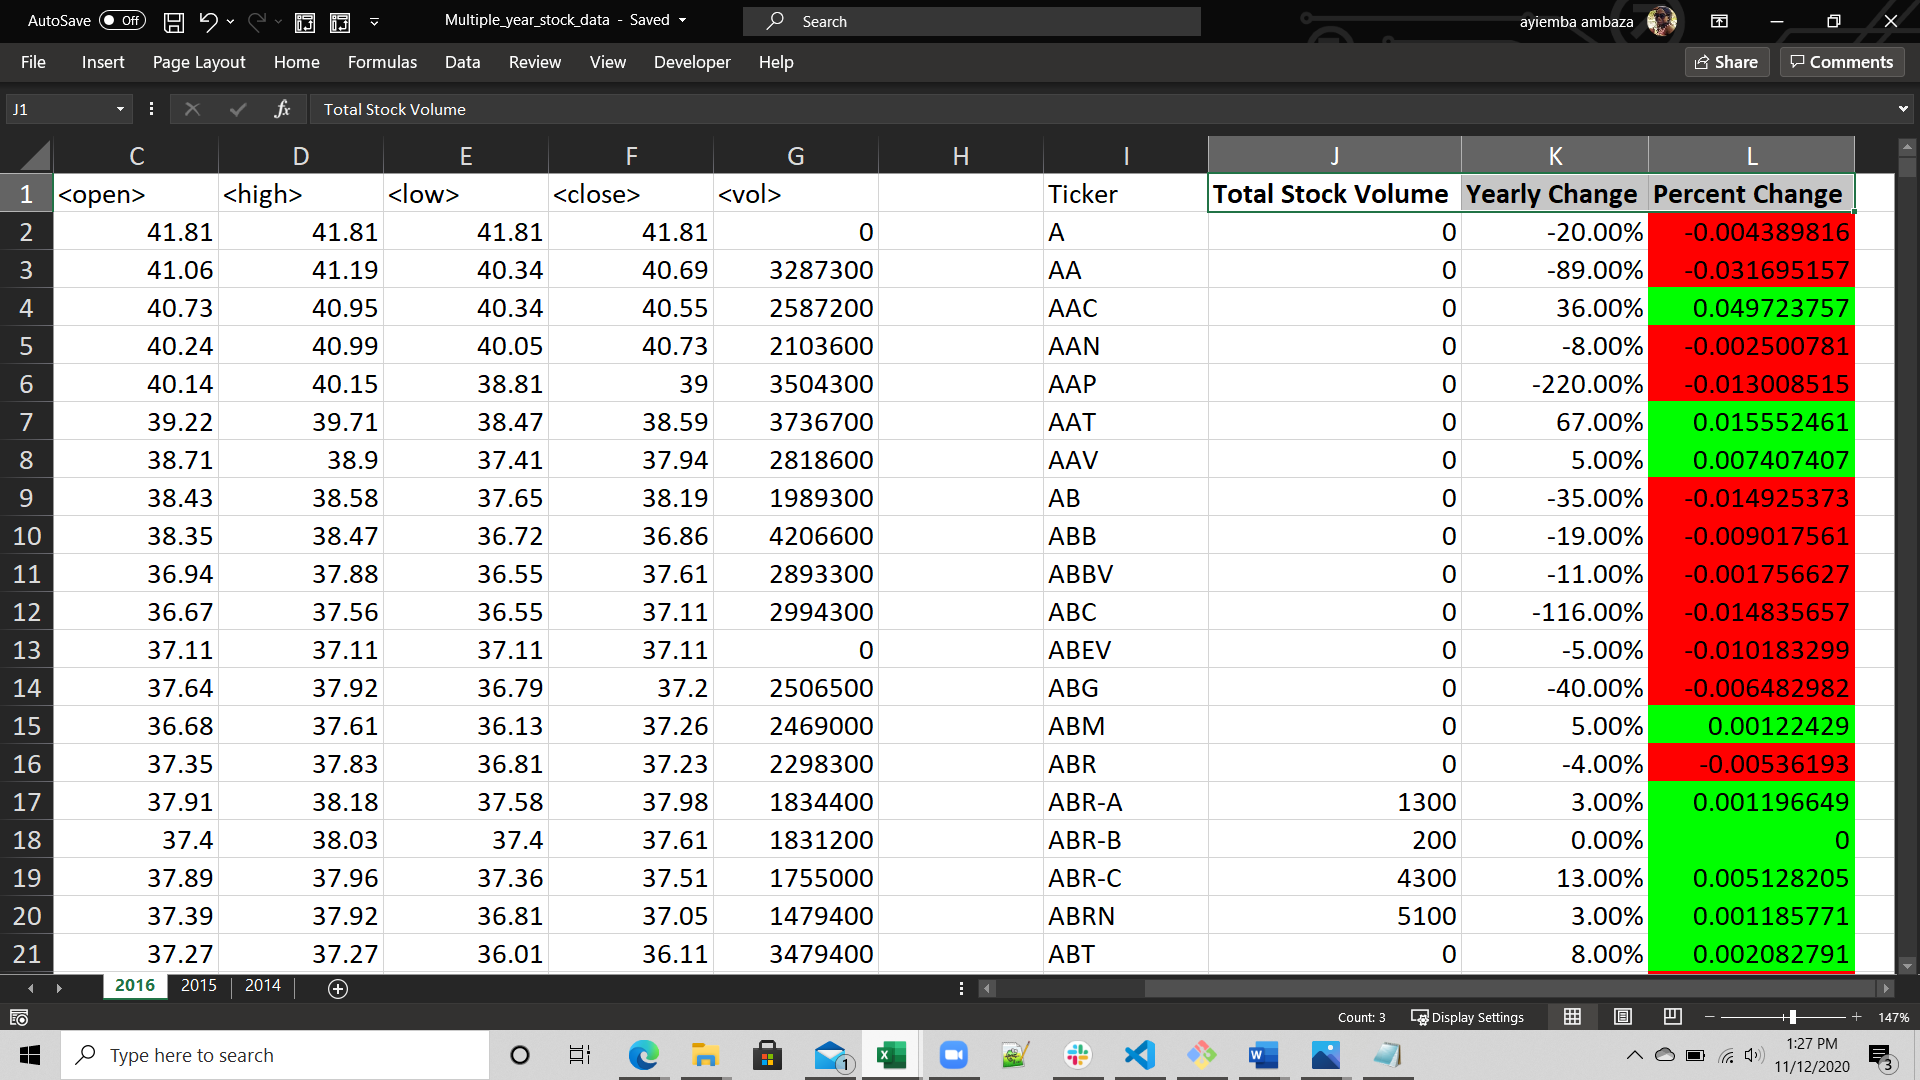 AutoSave Off Multiple_year_stock_data - Saved Search ayiemba ambaza
File Insert Page Layout Home Formulas Data Review View Developer Help Share Comments
J1 fx Total Stock Volume
C D E F G H I J K L
1 <open> <high> <low> <close> <vol> Ticker Total Stock Volume Yearly Change Percent Change
2 41.81 41.81 41.81 41.81 0 A 0 -20.00% -0.004389816
3 41.06 41.19 40.34 40.69 3287300 AA 0 -89.00% -0.031695157
4 40.73 40.95 40.34 40.55 2587200 AAC 0 36.00% 0.049723757
5 40.24 40.99 40.05 40.73 2103600 AAN 0 -8.00% -0.002500781
6 40.14 40.15 38.81 39 3504300 AAP 0 -220.00% -0.013008515
7 39.22 39.71 38.47 38.59 3736700 AAT 0 67.00% 0.015552461
8 38.71 38.9 37.41 37.94 2818600 AAV 0 5.00% 0.007407407
9 38.43 38.58 37.65 38.19 1989300 AB 0 -35.00% -0.014925373
10 38.35 38.47 36.72 36.86 4206600 ABB 0 -19.00% -0.009017561
11 36.94 37.88 36.55 37.61 2893300 ABBV 0 -11.00% -0.001756627
12 36.67 37.56 36.55 37.11 2994300 ABC 0 -116.00% -0.014835657
13 37.11 37.11 37.11 37.11 0 ABEV 0 -5.00% -0.010183299
14 37.64 37.92 36.79 37.2 2506500 ABG 0 -40.00% -0.006482982
15 36.68 37.61 36.13 37.26 2469000 ABM 0 5.00% 0.00122429
16 37.35 37.83 36.81 37.23 2298300 ABR 0 -4.00% -0.00536193
17 37.91 38.18 37.58 37.98 1834400 ABR-A 1300 3.00% 0.001196649
18 37.4 38.03 37.4 37.61 1831200 ABR-B 200 0.00% 0
19 37.89 37.96 37.36 37.51 1755000 ABR-C 4300 13.00% 0.005128205
20 37.39 37.92 36.81 37.05 1479400 ABRN 5100 3.00% 0.001185771
21 37.27 37.27 36.01 36.11 3479400 ABT 0 8.00% 0.002082791
2016 2015 2014
Count: 3 Display Settings 147%
Type here to search 1 1:27 PM
11/12/2020 3